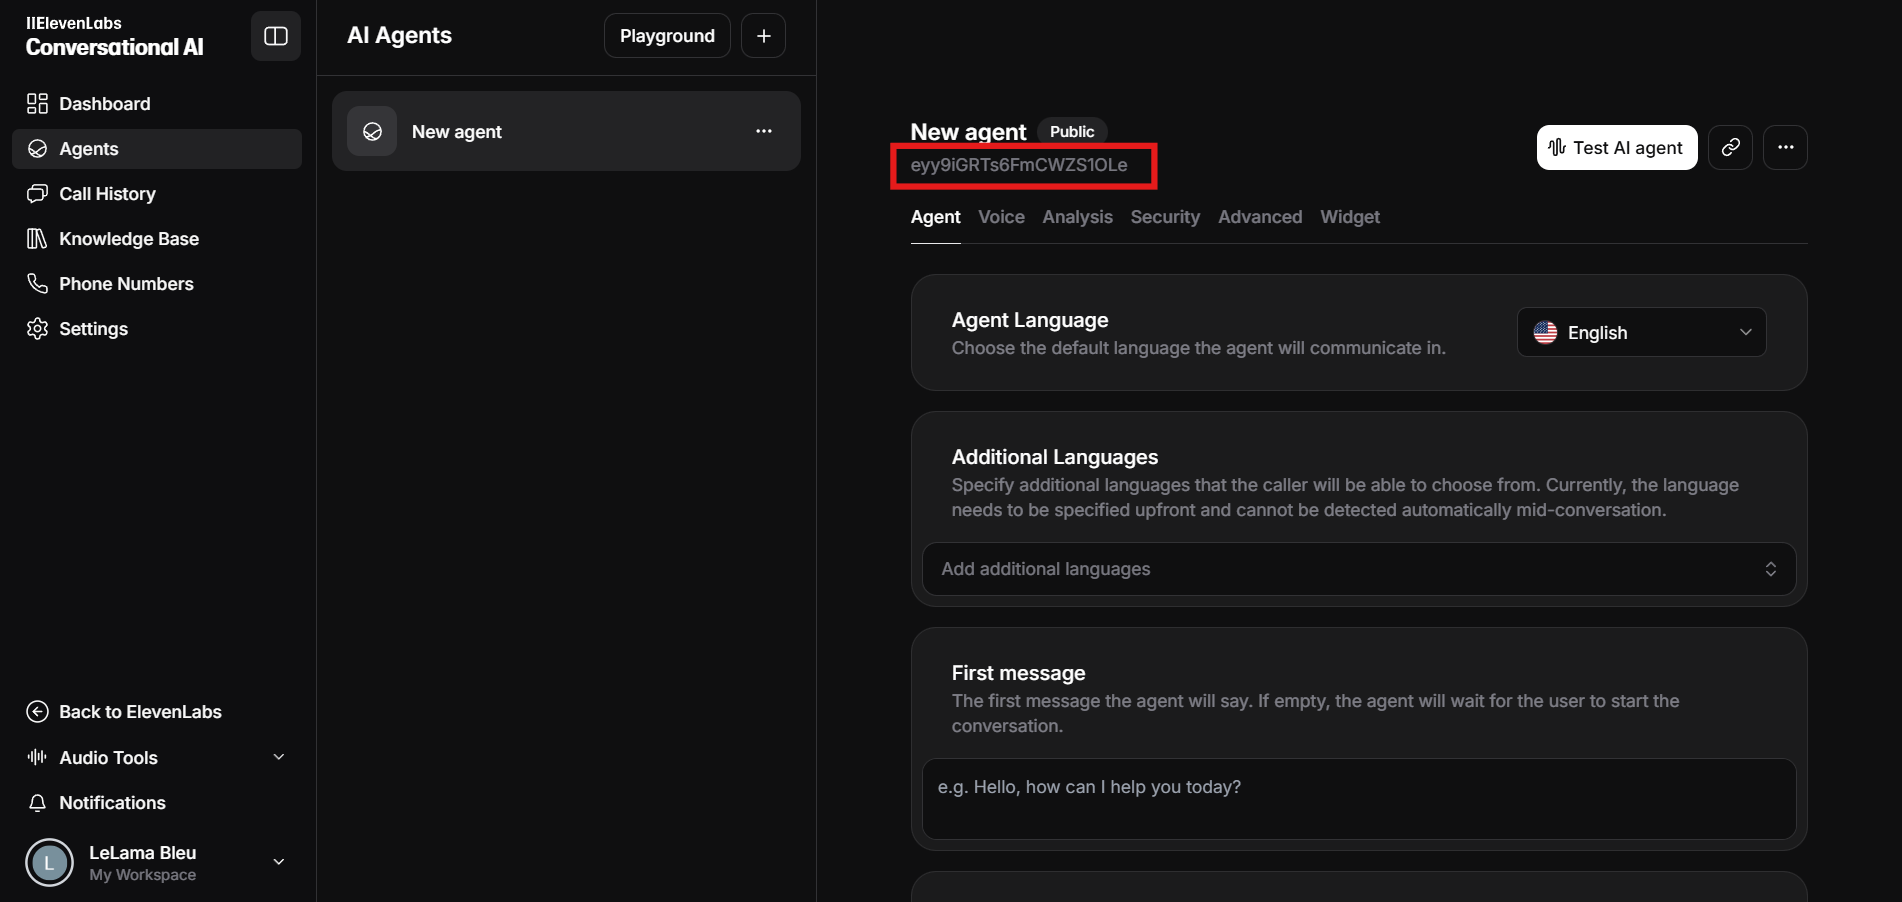 IIElevenLabs
Conversational AI
Dashboard
Agents
Call History
Knowledge Base
Phone Numbers
Settings
Back to ElevenLabs
Audio Tools
Notifications
L
LeLama Bleu
My Workspace
AI Agents
Playground
+
New agent
New agent
Public
eyy9iGRTs6FmCWZS1OLe
Test AI agent
Agent Voice Analysis Security Advanced Widget
Agent Language
Choose the default language the agent will communicate in.
English
Additional Languages
Specify additional languages that the caller will be able to choose from. Currently, the language
needs to be specified upfront and cannot be detected automatically mid-conversation.
Add additional languages
First message
The first message the agent will say. If empty, the agent will wait for the user to start the
conversation.
e.g. Hello, how can I help you today?